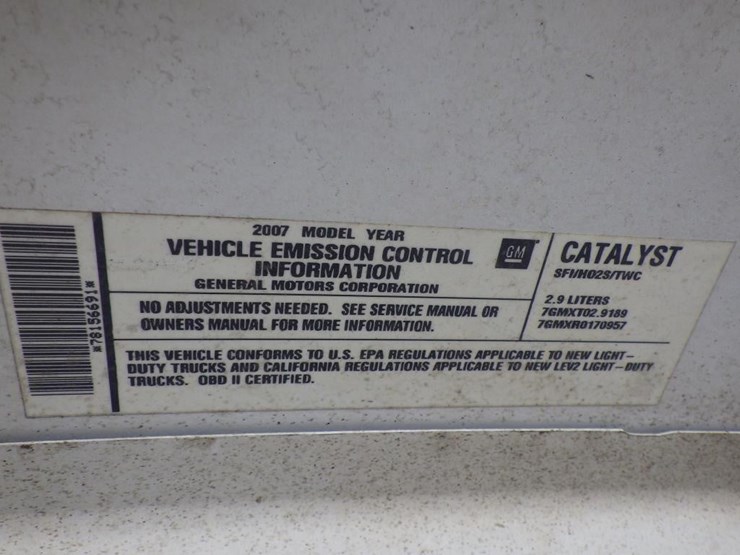 2007 MODEL YEAR
VEHICLE EMISSION CONTROL
INFORMATION
GENERAL MOTORS CORPORATION
GM
CATALYST
SFI/HO2S/TWC
NO ADJUSTMENTS NEEDED. SEE SERVICE MANUAL OR
OWNERS MANUAL FOR MORE INFORMATION.
2.9 LITERS
7GMXT02.9189
7GMXR0170957
THIS VEHICLE CONFORMS TO U.S. EPA REGULATIONS APPLICABLE TO NEW LIGHT-
DUTY TRUCKS AND CALIFORNIA REGULATIONS APPLICABLE TO NEW LEV2 LIGHT-DUTY
TRUCKS. OBD II CERTIFIED.
*78156691*